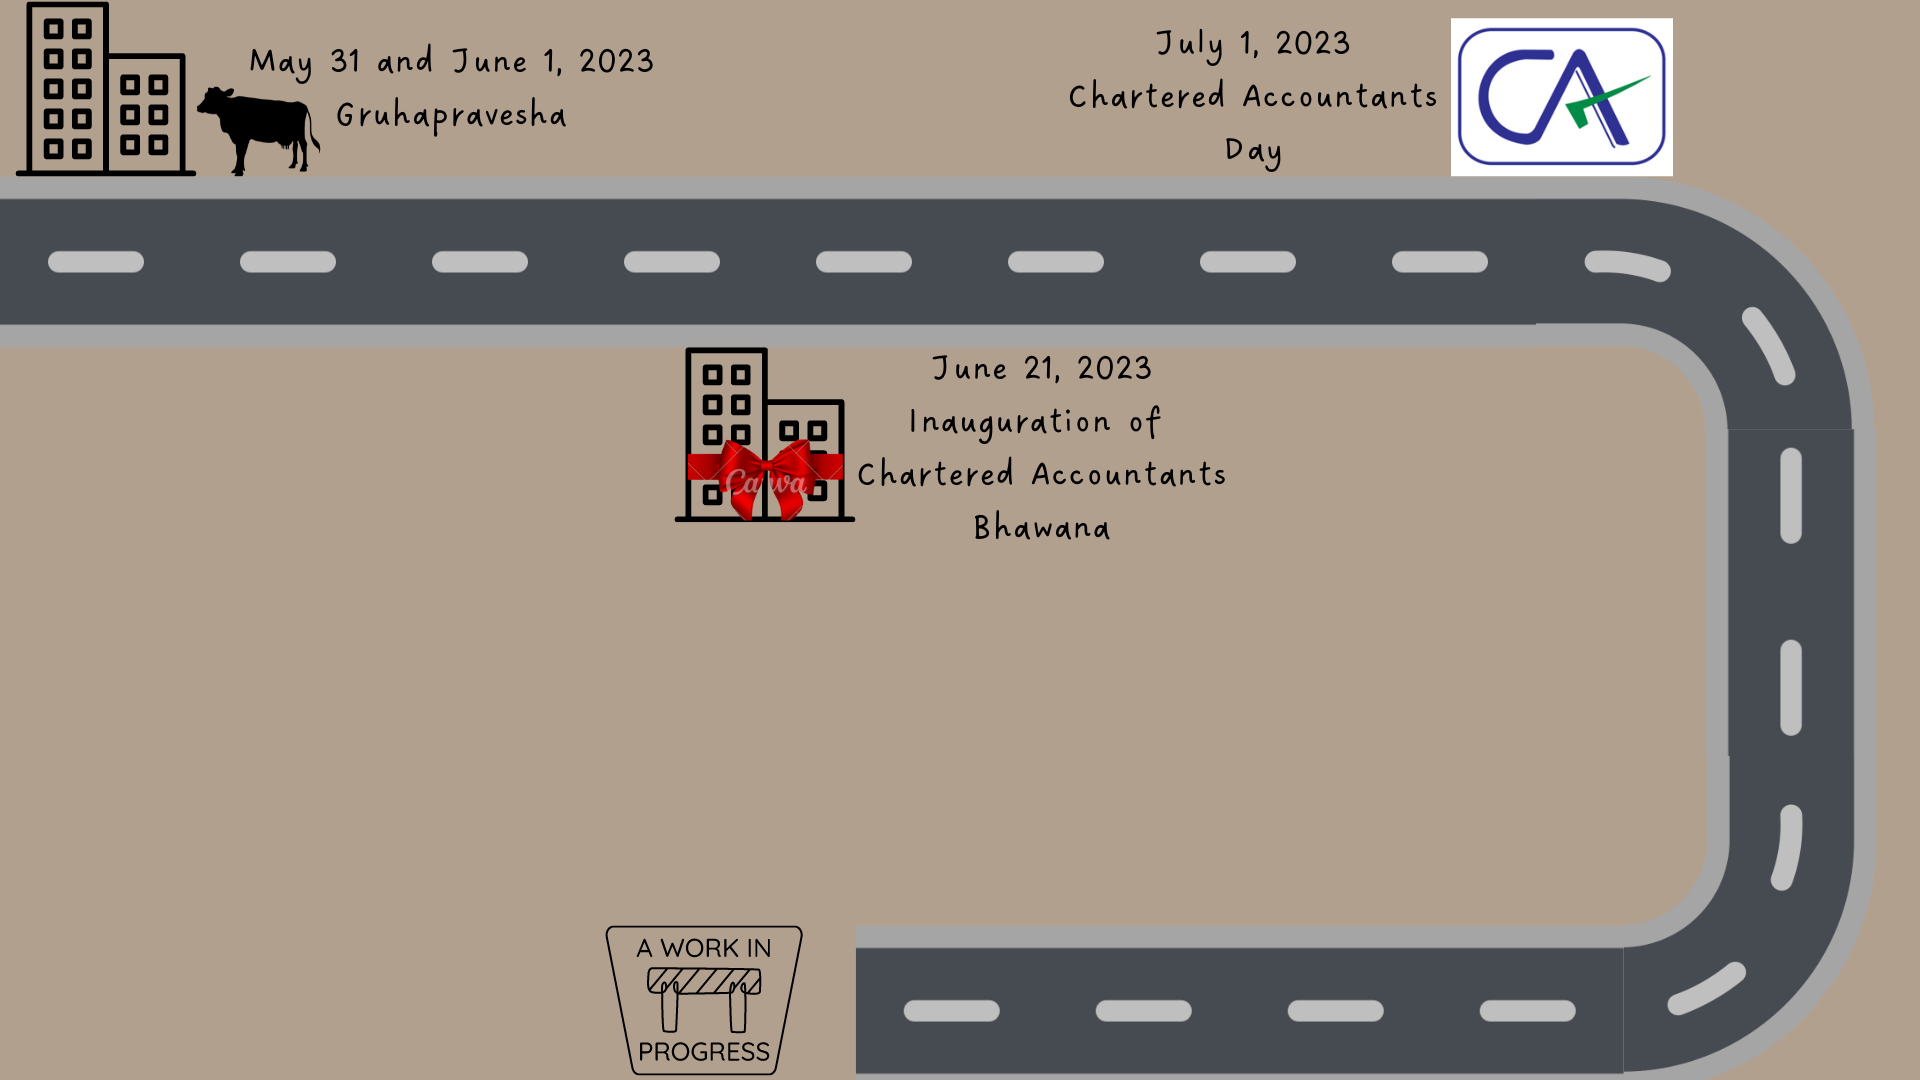 May 31 and June 1, 2023
Gruhapravesha
July 1, 2023
Chartered Accountants
Day
CA
June 21, 2023
Inauguration of
Chartered Accountants
Bhawana
Canva
A WORK IN
PROGRESS